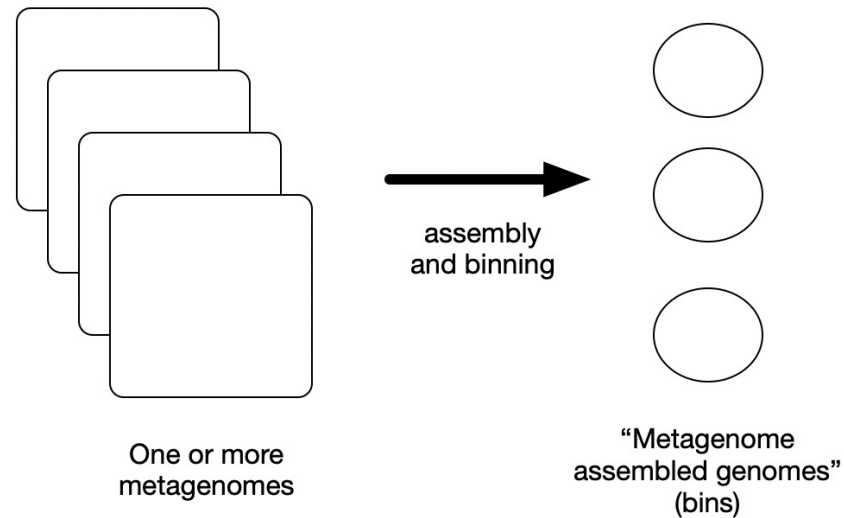 One or more
metagenomes
assembly
and binning
“Metagenome
assembled genomes”
(bins)